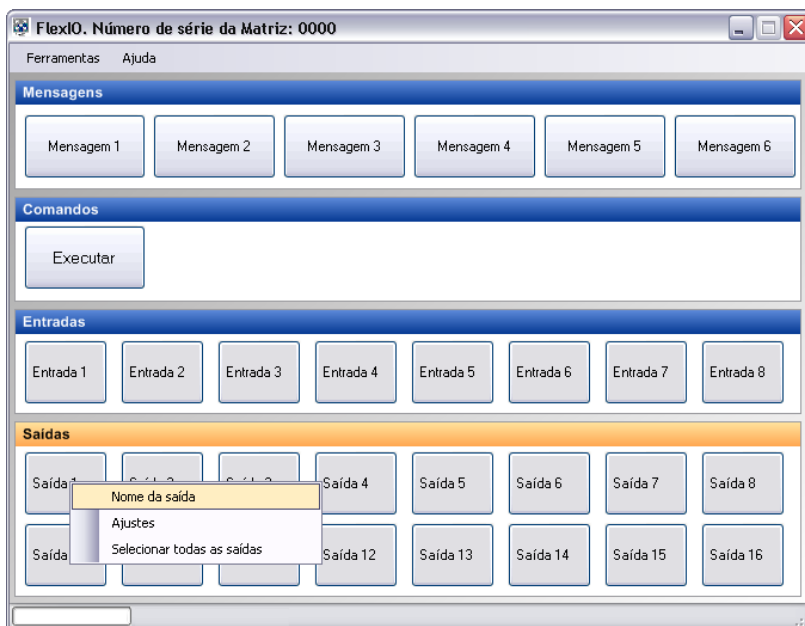 FlexIO. Número de série da Matriz: 0000
Ferramentas Ajuda
Mensagens
Mensagem 1 Mensagem 2 Mensagem 3 Mensagem 4 Mensagem 5 Mensagem 6
Comandos
Executar
Entradas
Entrada 1 Entrada 2 Entrada 3 Entrada 4 Entrada 5 Entrada 6 Entrada 7 Entrada 8
Saídas
Saída 1 Saída 4 Saída 5 Saída 6 Saída 7 Saída 8
Nome da saída
Ajustes
Selecionar todas as saídas
Saída Saída 12 Saída 13 Saída 14 Saída 15 Saída 16